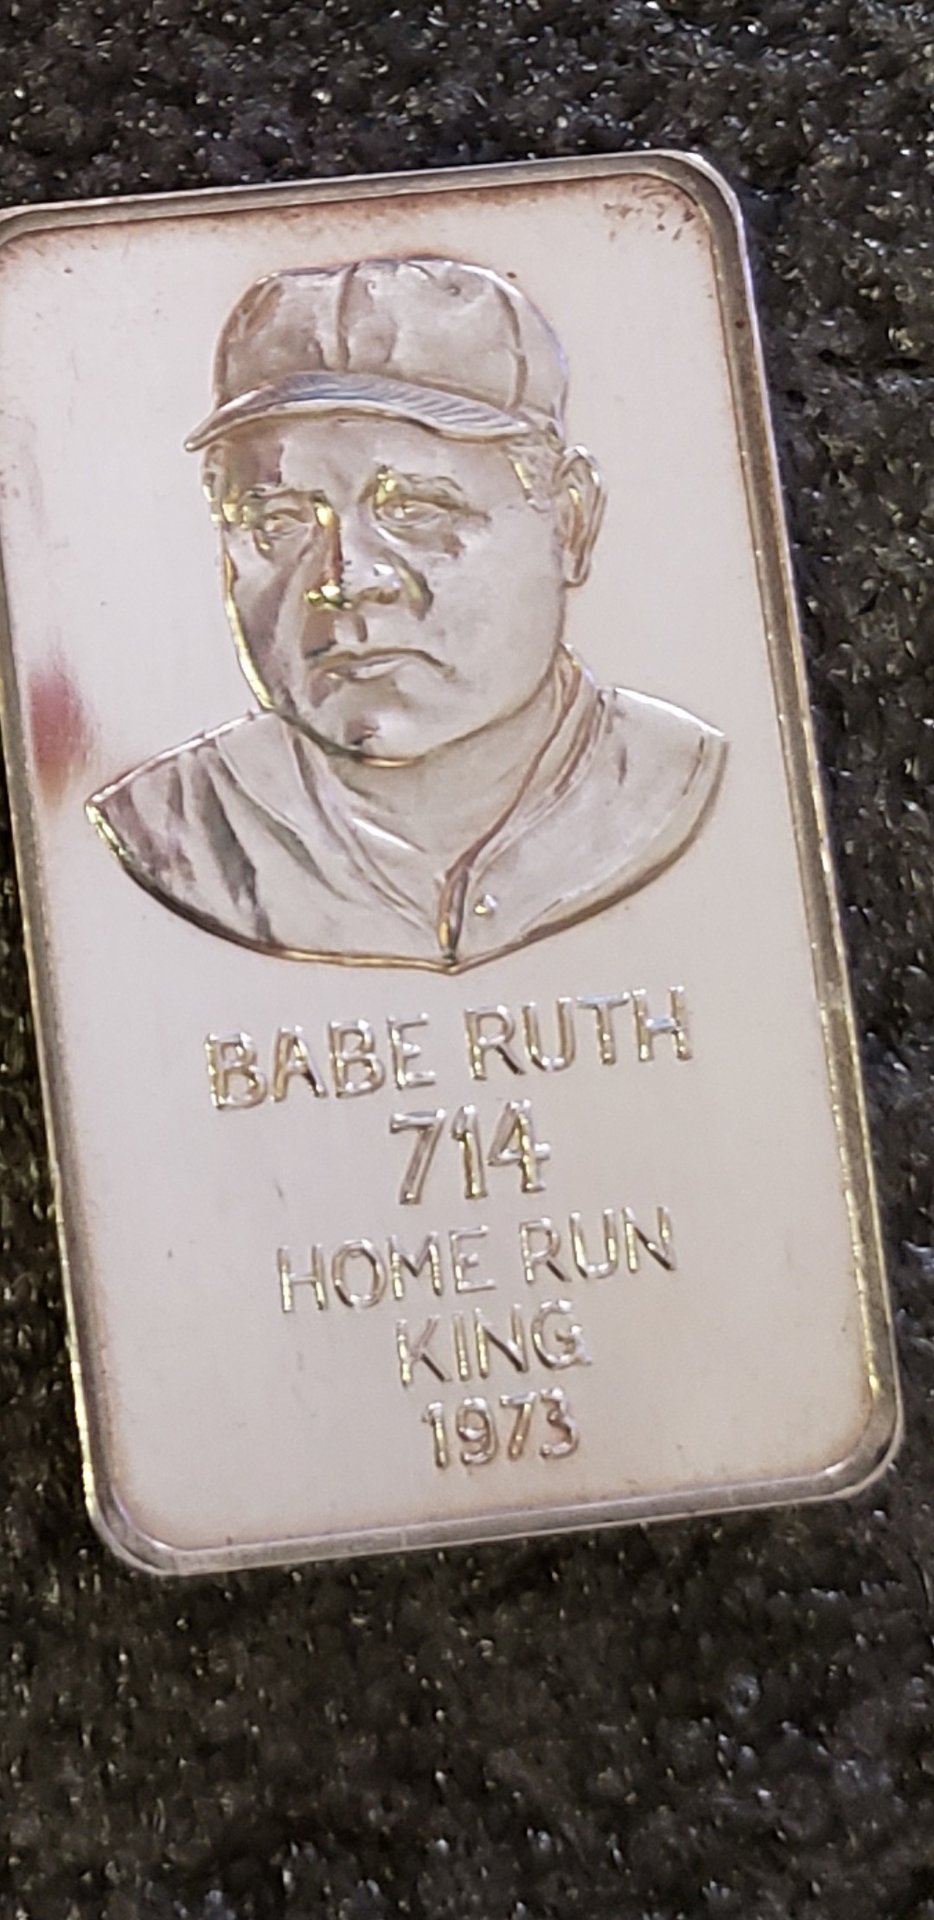 BABE RUTH
714
HOME RUN
KING
1973